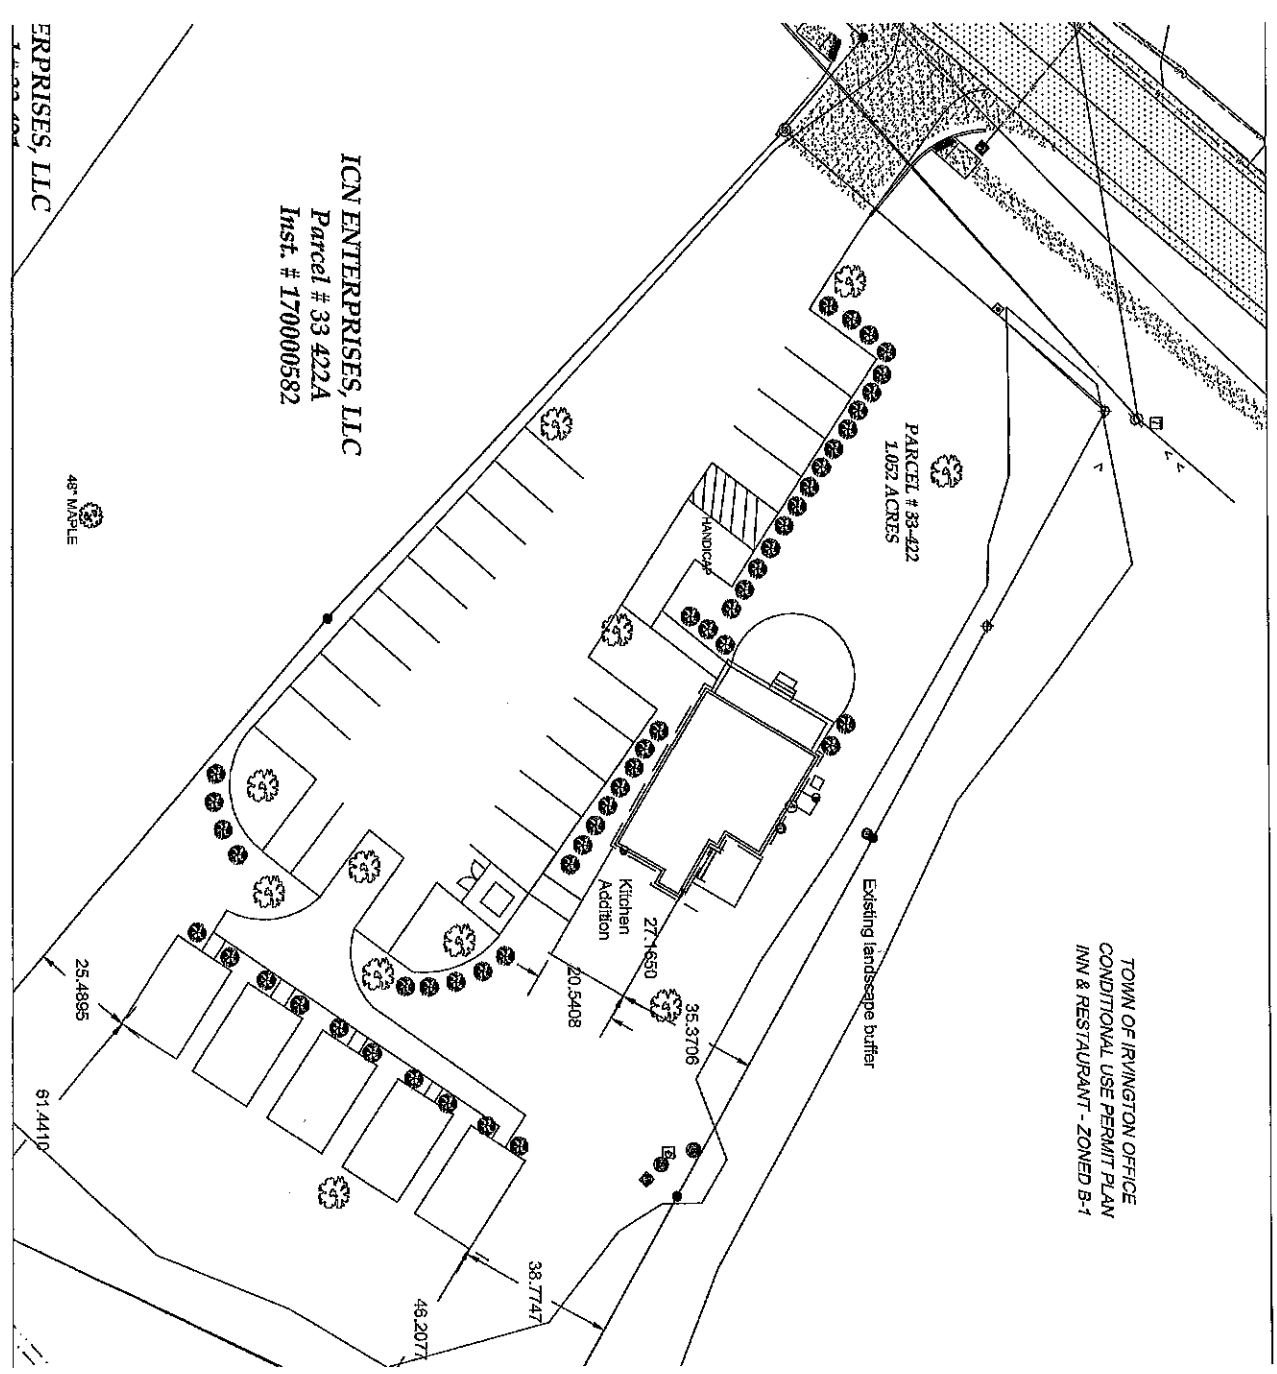 TOWN OF IRVINGTON OFFICE
CONDITIONAL USE PERMIT PLAN
INN & RESTAURANT - ZONED B-1
PARCEL # 33-422
1.052 ACRES
ICN ENTERPRISES, LLC
Parcel # 33 422A
Inst. # 170000582
ERPRISES, LLC
HANDICAP
Existing landscape buffer
Kitchen
Addition
27.1650
20.5408
35.3706
48" MAPLE
25.4895
61.4410
38.7747
46.2077